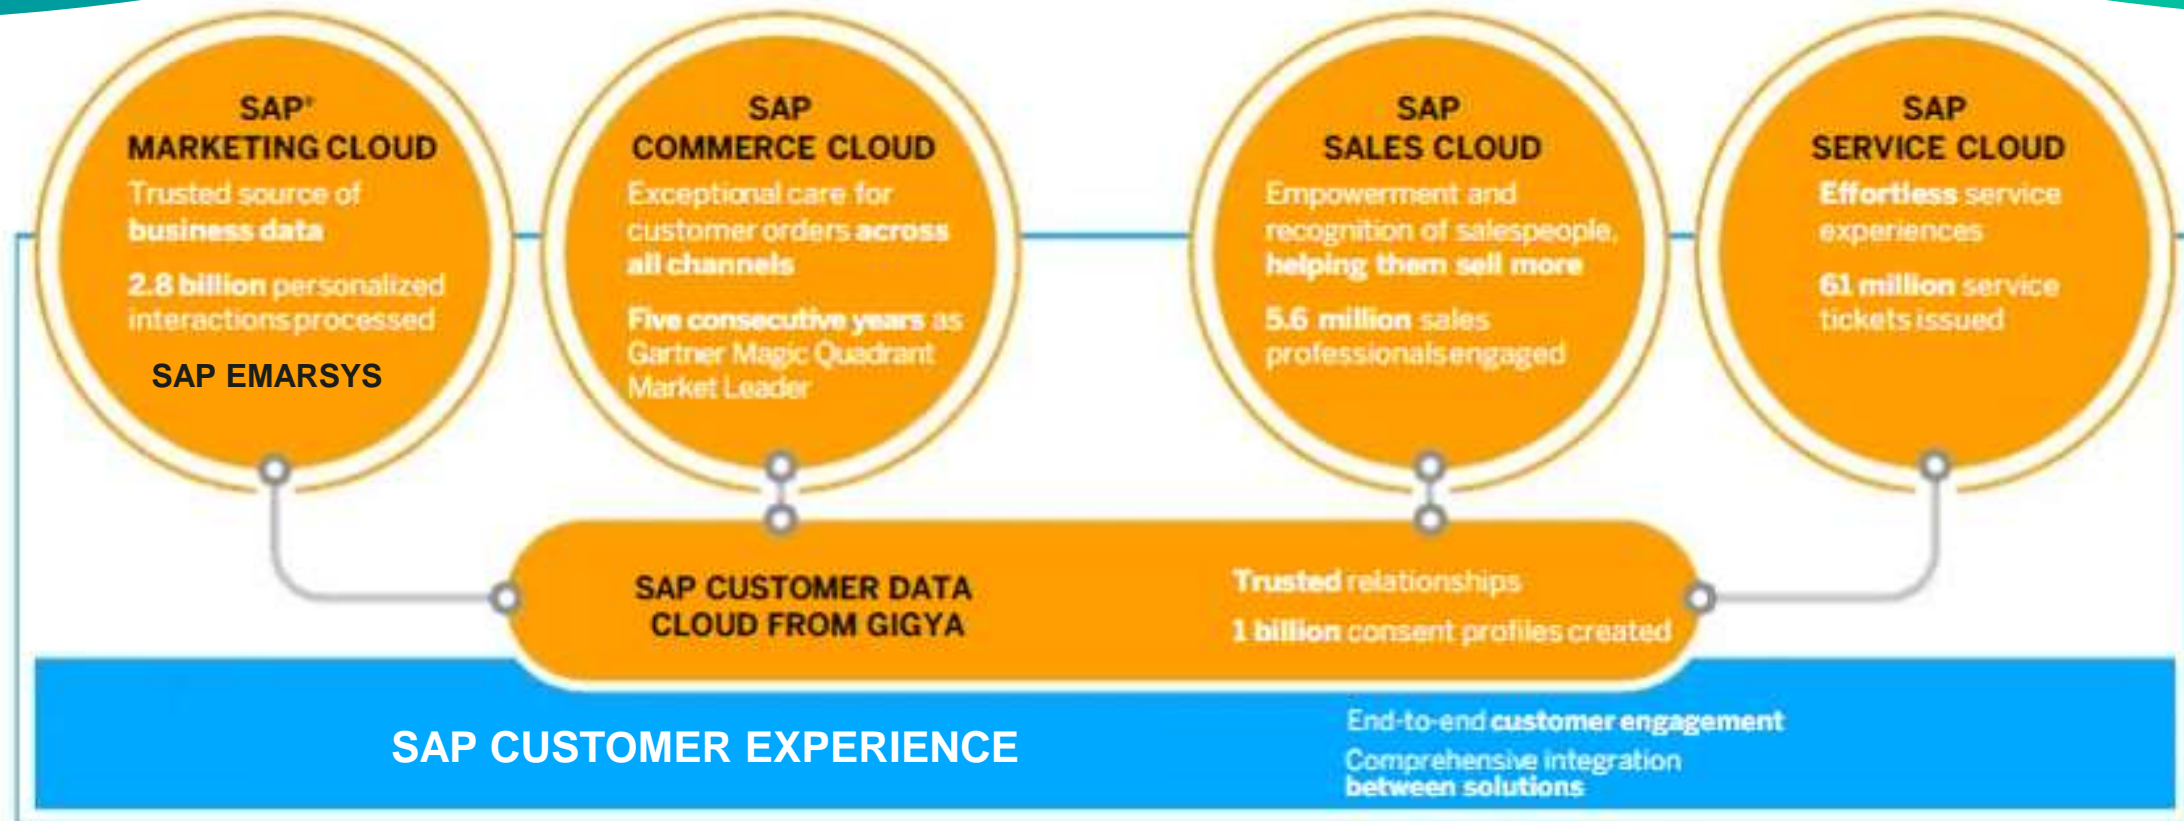 SAP®
MARKETING CLOUD
Trusted source of
business data
2.8 billion personalized
interactions processed
SAP EMARSYS
SAP
COMMERCE CLOUD
Exceptional care for
customer orders across
all channels
Five consecutive years as
Gartner Magic Quadrant
Market Leader
SAP
SALES CLOUD
Empowerment and
recognition of salespeople,
helping them sell more
5.6 million sales
professionals engaged
SAP
SERVICE CLOUD
Effortless service
experiences
61 million service
tickets issued
SAP CUSTOMER DATA
CLOUD FROM GIGYA
Trusted relationships
1 billion consent profiles created
SAP CUSTOMER EXPERIENCE
End-to-end customer engagement
Comprehensive integration
between solutions